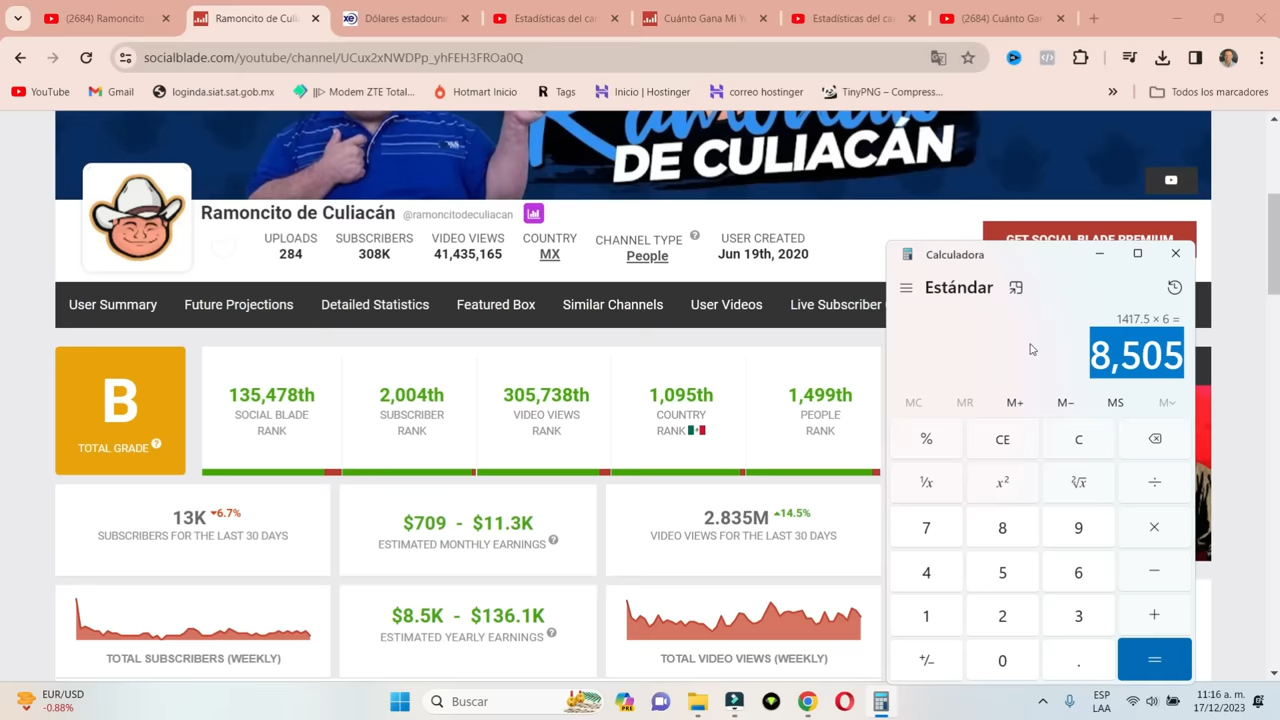 (2684) Ramoncito
Ramoncito de Culi
Dólares estadouni
Estadísticas del ca
Cuánto Gana Mi Y
Estadísticas del ca
(2684) Cuánto Ga
socialblade.com/youtube/channel/UCux2xNWDPp_yhFEH3FROa0Q
YouTube
Gmail
loginda.siat.sat.gob.mx
||▷ Modem ZTE Total...
Hotmart Inicio
Tags
Inicio | Hostinger
correo hostinger
TinyPNG – Compress...
Todos los marcadores
Ramoncito
DE CULIACÁN
Ramoncito de Culiacán @ramoncitodeculiacan
UPLOADS
284
SUBSCRIBERS
308K
VIDEO VIEWS
41,435,165
COUNTRY
MX
CHANNEL TYPE
People
USER CREATED
Jun 19th, 2020
GET SOCIAL BLADE PREMIUM
User Summary
Future Projections
Detailed Statistics
Featured Box
Similar Channels
User Videos
Live Subscriber
B
TOTAL GRADE
135,478th
SOCIAL BLADE
RANK
2,004th
SUBSCRIBER
RANK
305,738th
VIDEO VIEWS
RANK
1,095th
COUNTRY
RANK
1,499th
PEOPLE
RANK
13K 6.7%
SUBSCRIBERS FOR THE LAST 30 DAYS
$709 - $11.3K
ESTIMATED MONTHLY EARNINGS
2.835M 14.5%
VIDEO VIEWS FOR THE LAST 30 DAYS
TOTAL SUBSCRIBERS (WEEKLY)
$8.5K - $136.1K
ESTIMATED YEARLY EARNINGS
TOTAL VIDEO VIEWS (WEEKLY)
Calculadora
Estándar
1417.5 × 6 =
8,505
MC MR M+ M− MS M˅
% CE C
¹/x x² ²√x ÷
7 8 9 ×
4 5 6 −
1 2 3 +
+/− 0 . =
EUR/USD
-0.88%
Buscar
ESP
LAA
11:16 a. m.
17/12/2023